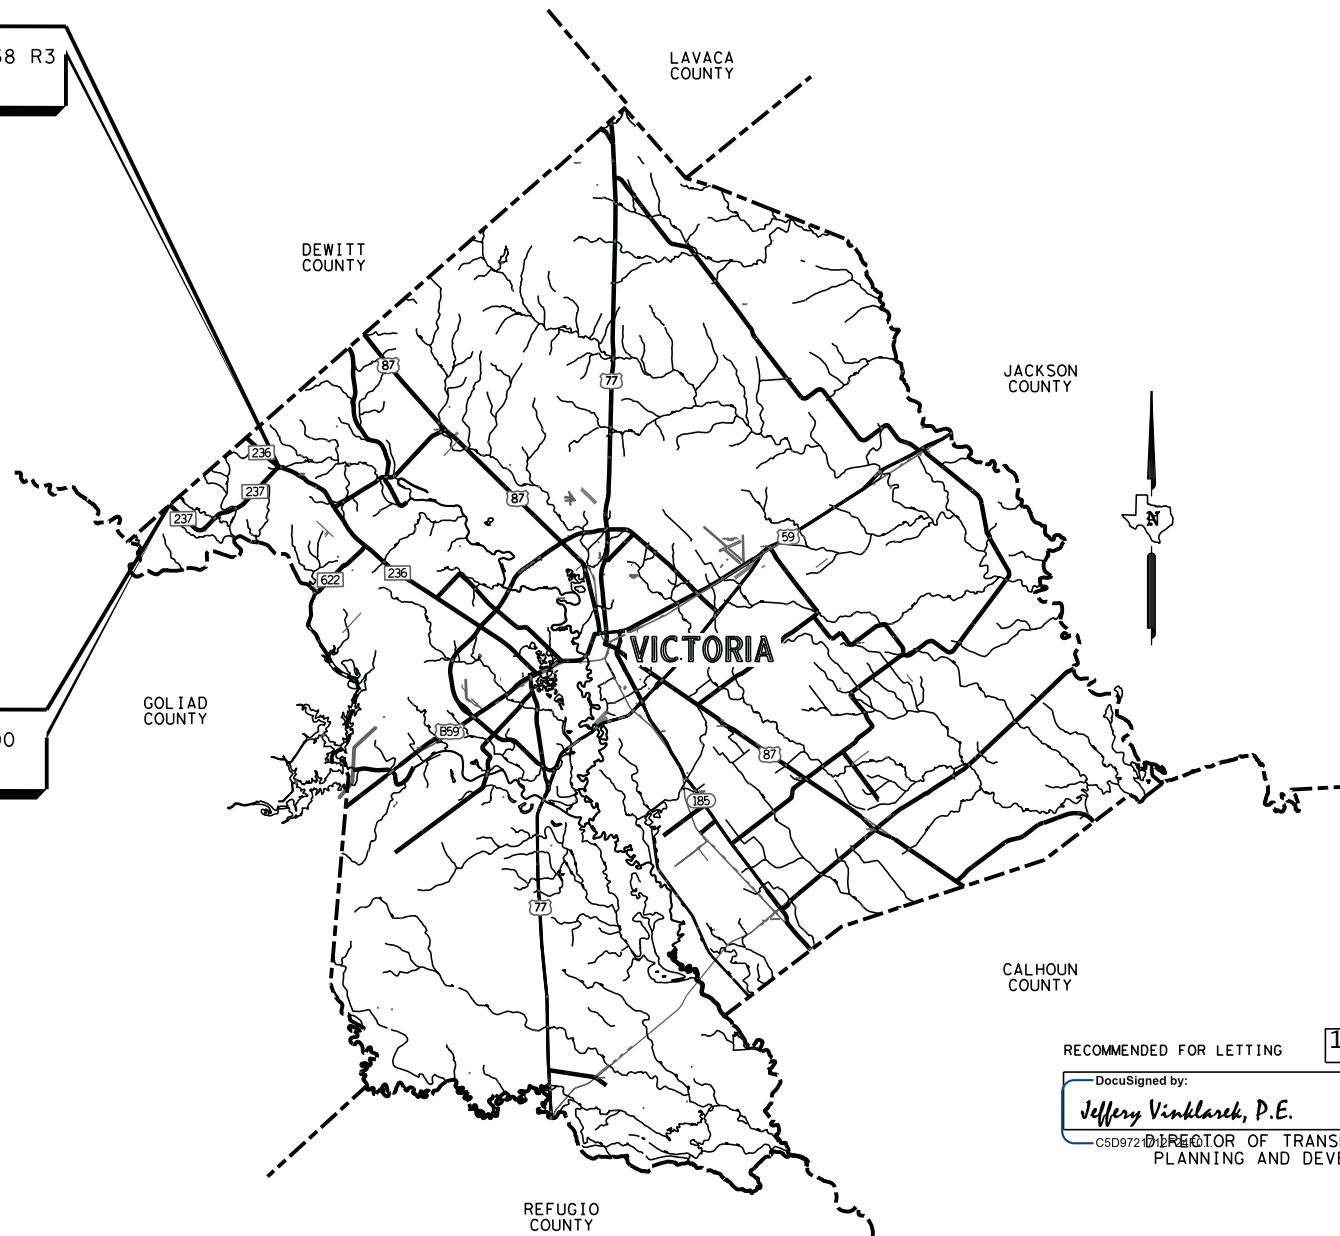 58 R3
LAVACA
COUNTY
DEWITT
COUNTY
87
77
JACKSON
COUNTY
236
237
87
237
N
59
622
236
VICTORIA
GOLIAD
COUNTY
B59
87
185
77
CALHOUN
COUNTY
RECOMMENDED FOR LETTING
DocuSigned by:
Jeffery Vinklarek, P.E.
DIRECTOR OF TRANS
PLANNING AND DEVE
REFUGIO
COUNTY